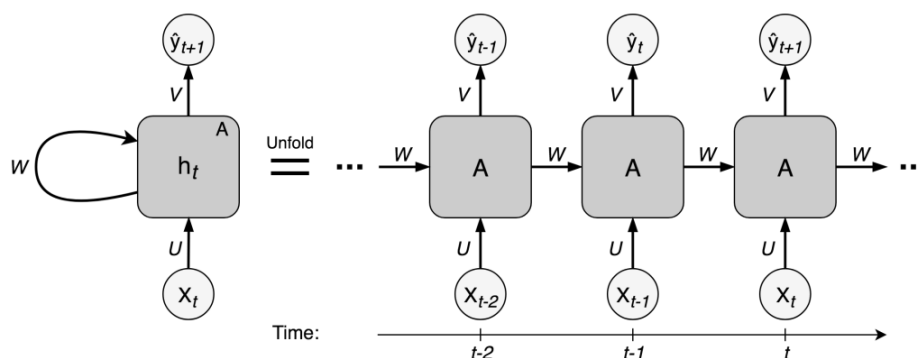 ŷt+1 ŷt-1 ŷt ŷt+1
V V V V
A
W ht Unfold ... W A W A W A W ..
U U U U
Xt Xt-2 Xt-1 Xt
Time:
t-2 t-1 t